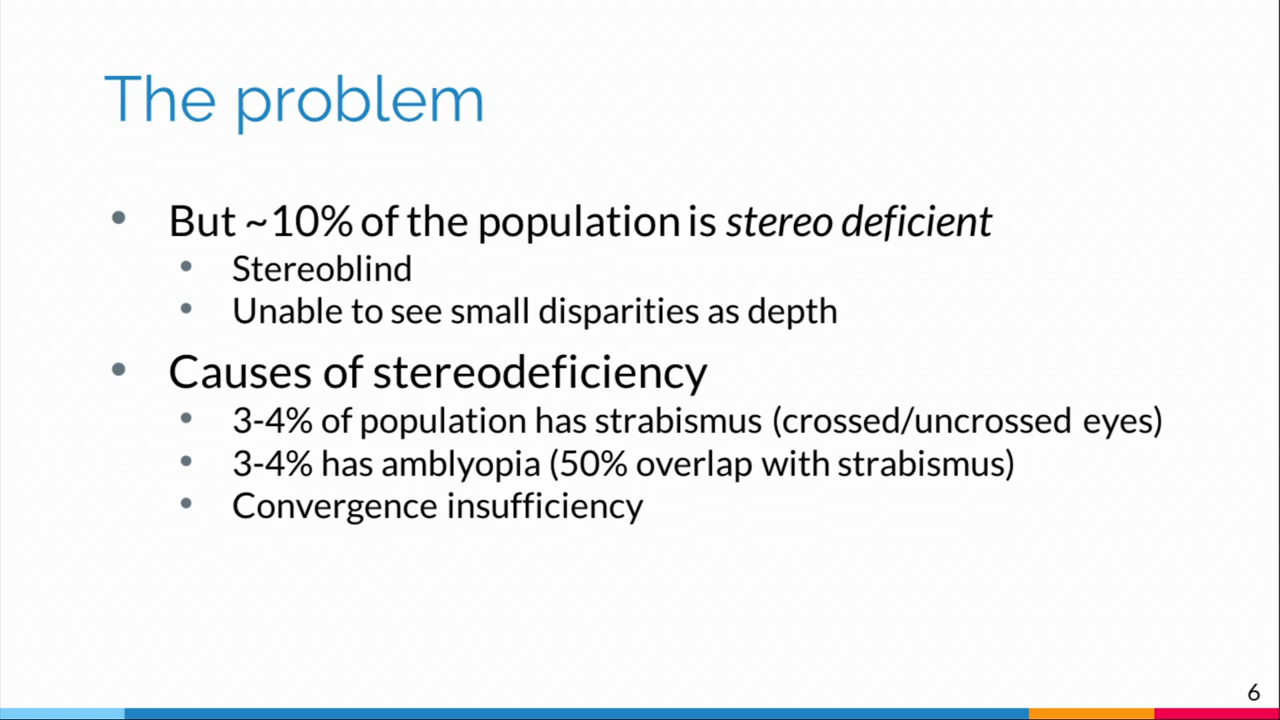 The problem
• But ~10% of the population is stereo deficient
• Stereoblind
• Unable to see small disparities as depth
• Causes of stereodeficiency
• 3-4% of population has strabismus (crossed/uncrossed eyes)
• 3-4% has amblyopia (50% overlap with strabismus)
• Convergence insufficiency
6